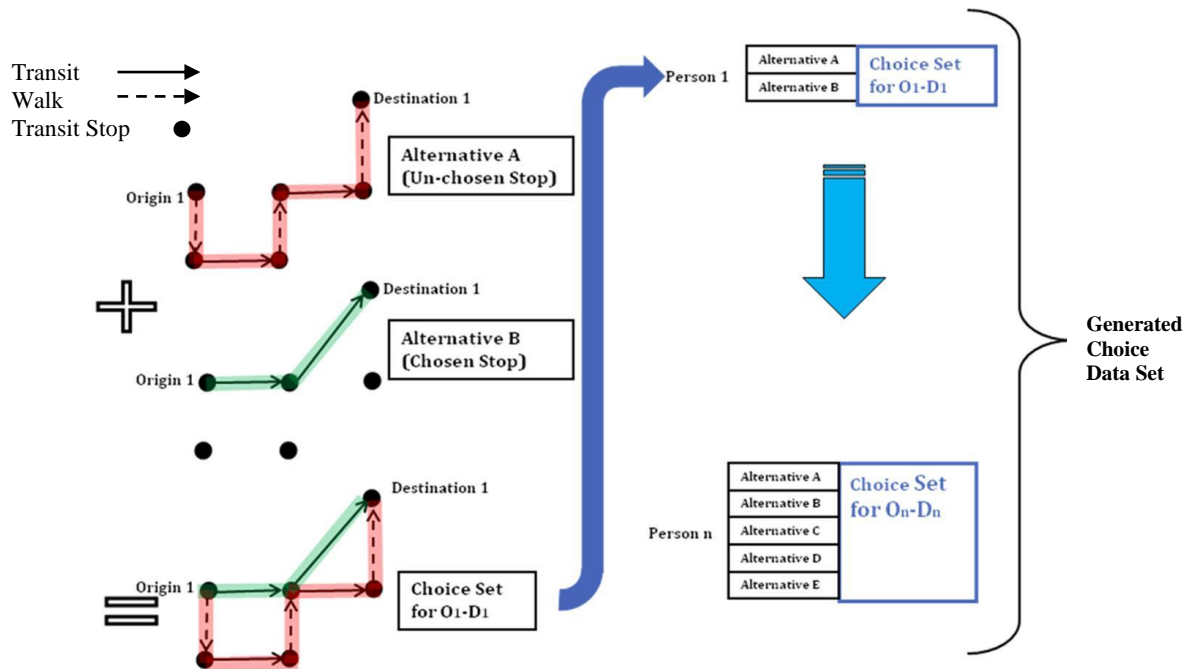 Transit
Walk
Transit Stop
Destination 1
Alternative A
(Un-chosen Stop)
Origin 1
Destination 1
Alternative B
(Chosen Stop)
Origin 1
Destination 1
Origin 1
Choice Set
for O1-D1
Person 1
Alternative A
Alternative B
Choice Set
for O1-D1
Person n
Alternative A
Alternative B
Alternative C
Alternative D
Alternative E
Choice Set
for On-Dn
Generated
Choice
Data Set